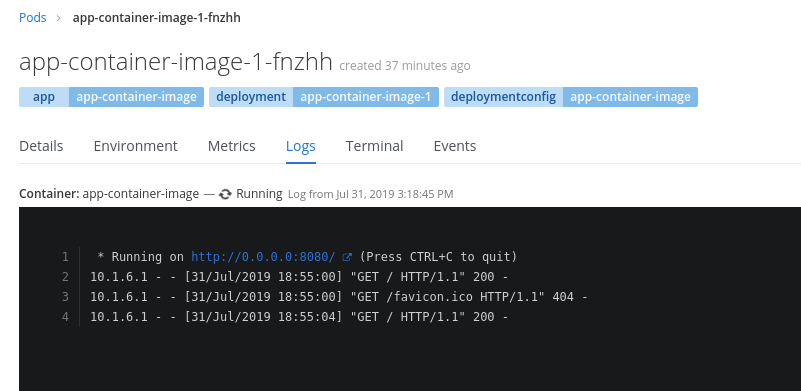 Pods › app-container-image-1-fnzhh
app-container-image-1-fnzhh created 37 minutes ago
app app-container-image deployment app-container-image-1 deploymentconfig app-container-image
Details Environment Metrics Logs Terminal Events
Container: app-container-image — Running Log from Jul 31, 2019 3:18:45 PM
1 * Running on http://0.0.0.0:8080/ (Press CTRL+C to quit)
2 10.1.6.1 - - [31/Jul/2019 18:55:00] "GET / HTTP/1.1" 200 -
3 10.1.6.1 - - [31/Jul/2019 18:55:00] "GET /favicon.ico HTTP/1.1" 404 -
4 10.1.6.1 - - [31/Jul/2019 18:55:04] "GET / HTTP/1.1" 200 -